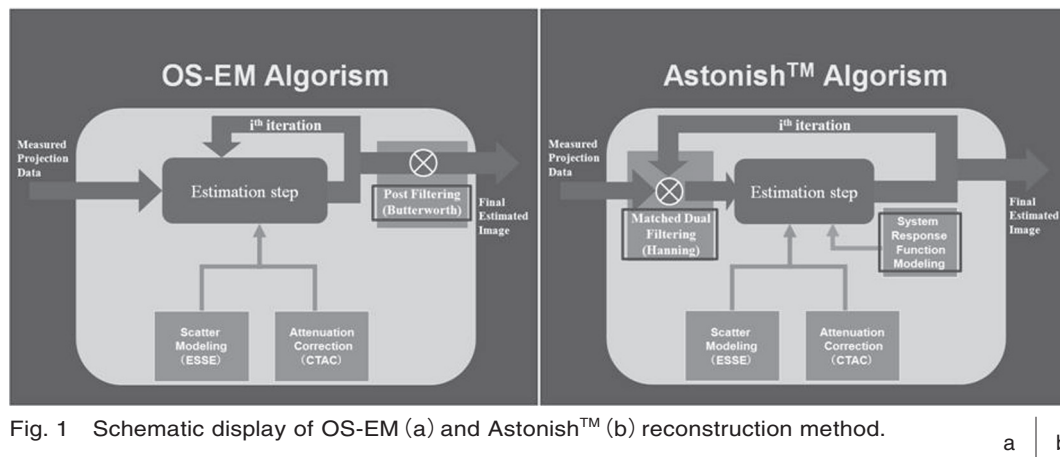 OS-EM Algorism
ith iteration
Measured
Projection
Data
Estimation step
Post Filtering
(Butterworth)
Final
Estimated
Image
Scatter
Modeling
(ESSE)
Attenuation
Correction
(CTAC)
Astonish™ Algorism
ith iteration
Measured
Projection
Data
Estimation step
Matched Dual
Filtering
(Hanning)
System
Response
Function
Modeling
Final
Estimated
Image
Scatter
Modeling
(ESSE)
Attenuation
Correction
(CTAC)
Fig. 1 Schematic display of OS-EM (a) and Astonish™ (b) reconstruction method.
a | b